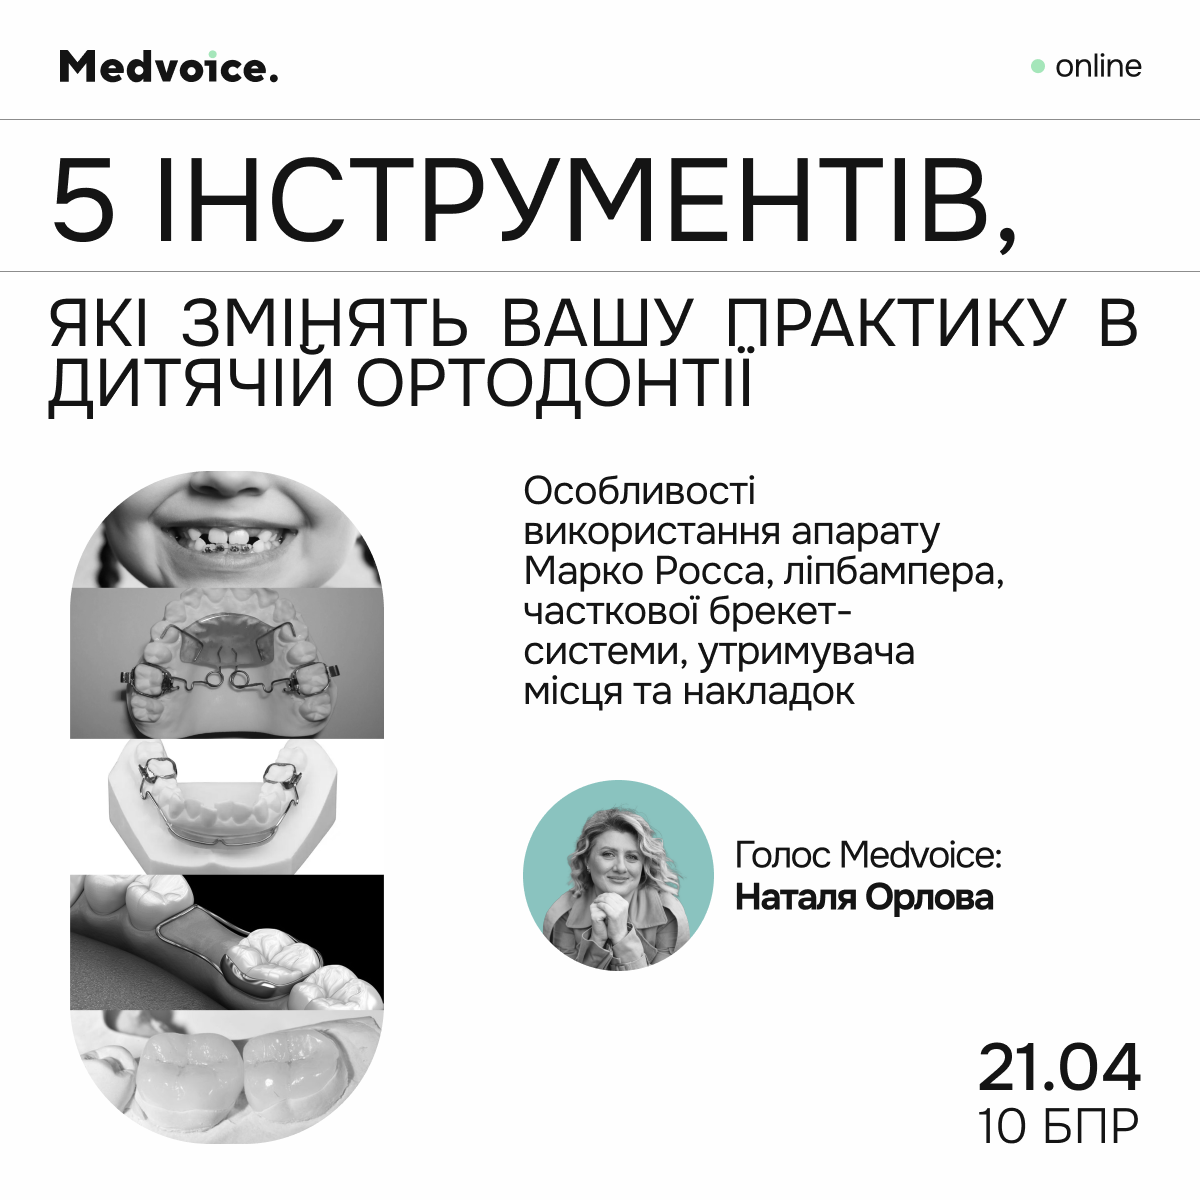 Medvoice.
online
5 ІНСТРУМЕНТІВ,
ЯКІ ЗМІНЯТЬ ВАШУ ПРАКТИКУ В
ДИТЯЧІЙ ОРТОДОНТІЇ
Особливості
використання апарату
Марко Росса, ліпбампера,
часткової брекет-
системи, утримувача
місця та накладок
Голос Medvoice:
Наталя Орлова
21.04
10 БПР